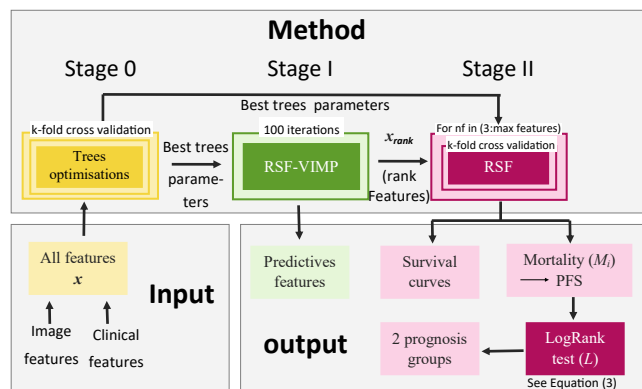 Method
Stage 0
Stage I
Stage II
Best trees parameters
k-fold cross validation
Trees
optimisations
Best trees
parame-
ters
100 iterations
RSF-VIMP
x_rank
(rank
Features)
For nf in (3:max features)
k-fold cross validation
RSF
All features
x
Input
Image
features
Clinical
features
Predictives
features
Survival
curves
Mortality (M_i)
PFS
output
2 prognosis
groups
LogRank
test (L)
See Equation (3)